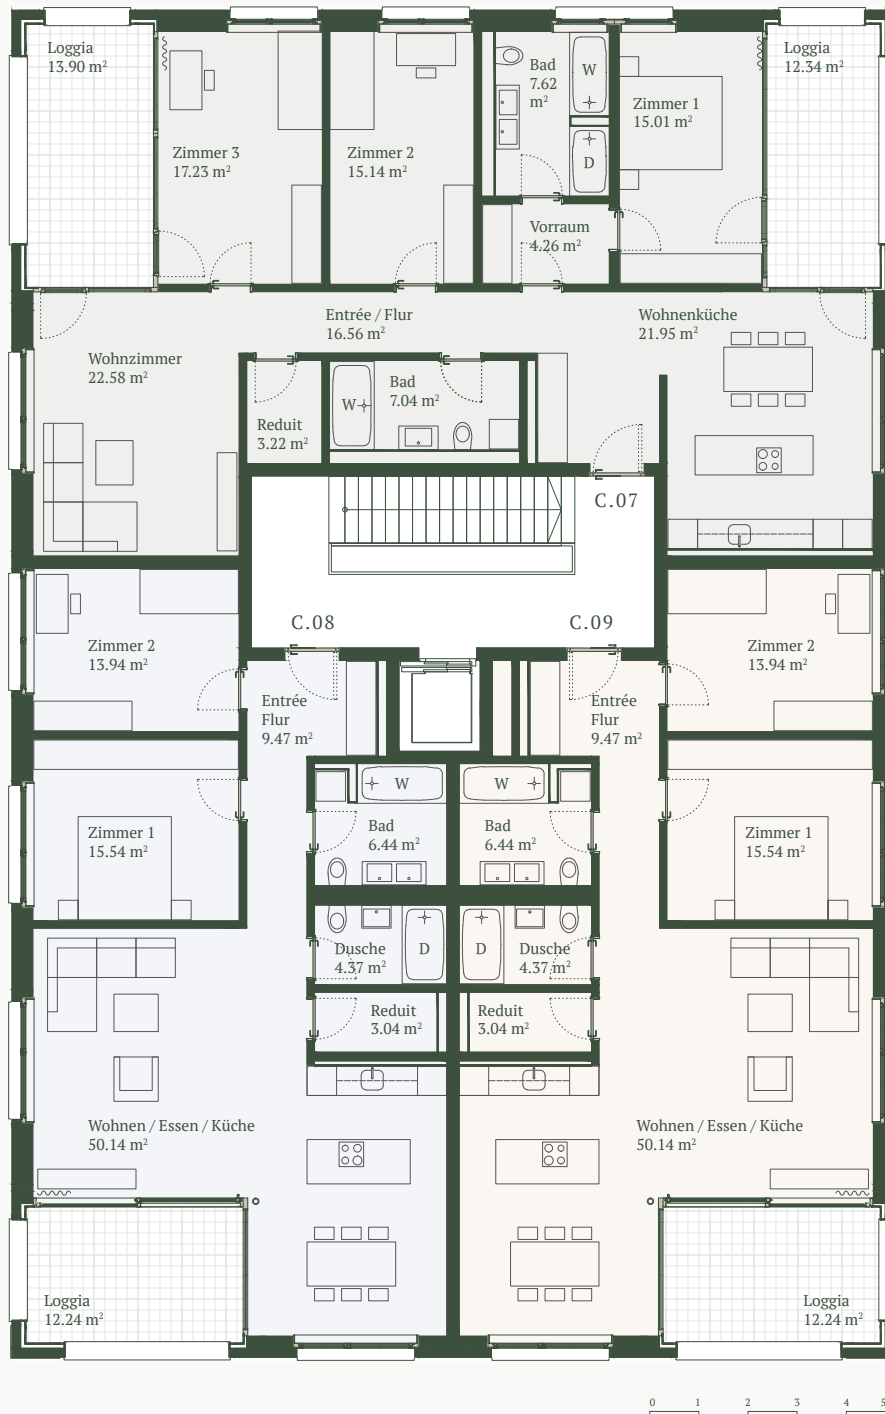 Loggia
13.90 m²
Zimmer 3
17.23 m²
Zimmer 2
15.14 m²
Bad
7.62
m²
W
D
Zimmer 1
15.01 m²
Loggia
12.34 m²
Vorraum
4.26 m²
Entrée / Flur
16.56 m²
Wohnenküche
21.95 m²
Wohnzimmer
22.58 m²
Reduit
3.22 m²
W
Bad
7.04 m²
C.07
C.08
C.09
Zimmer 2
13.94 m²
Entrée
Flur
9.47 m²
Entrée
Flur
9.47 m²
Zimmer 2
13.94 m²
W
W
Zimmer 1
15.54 m²
Bad
6.44 m²
Bad
6.44 m²
Zimmer 1
15.54 m²
Dusche
4.37 m²
D
D
Dusche
4.37 m²
Reduit
3.04 m²
Reduit
3.04 m²
Wohnen / Essen / Küche
50.14 m²
Wohnen / Essen / Küche
50.14 m²
Loggia
12.24 m²
Loggia
12.24 m²
0 1 2 3 4 5